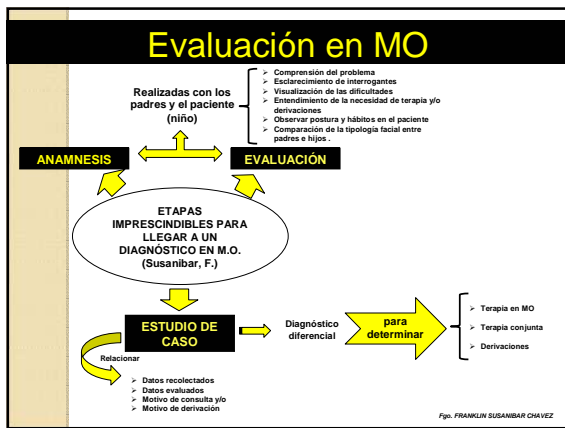 Evaluación en MO
Realizadas con los
padres y el paciente
(niño)
➢ Comprensión del problema
➢ Esclarecimiento de interrogantes
➢ Visualización de las dificultades
➢ Entendimiento de la necesidad de terapia y/o
derivaciones
➢ Observar postura y hábitos en el paciente
➢ Comparación de la tipología facial entre
padres e hijos .
ANAMNESIS
EVALUACIÓN
ETAPAS
IMPRESCINDIBLES PARA
LLEGAR A UN
DIAGNÓSTICO EN M.O.
(Susanibar, F.)
ESTUDIO DE
CASO
Diagnóstico
diferencial
para
determinar
➢ Terapia en MO
➢ Terapia conjunta
➢ Derivaciones
Relacionar
➢ Datos recolectados
➢ Datos evaluados
➢ Motivo de consulta y/o
➢ Motivo de derivación
Fgo. FRANKLIN SUSANIBAR CHAVEZ